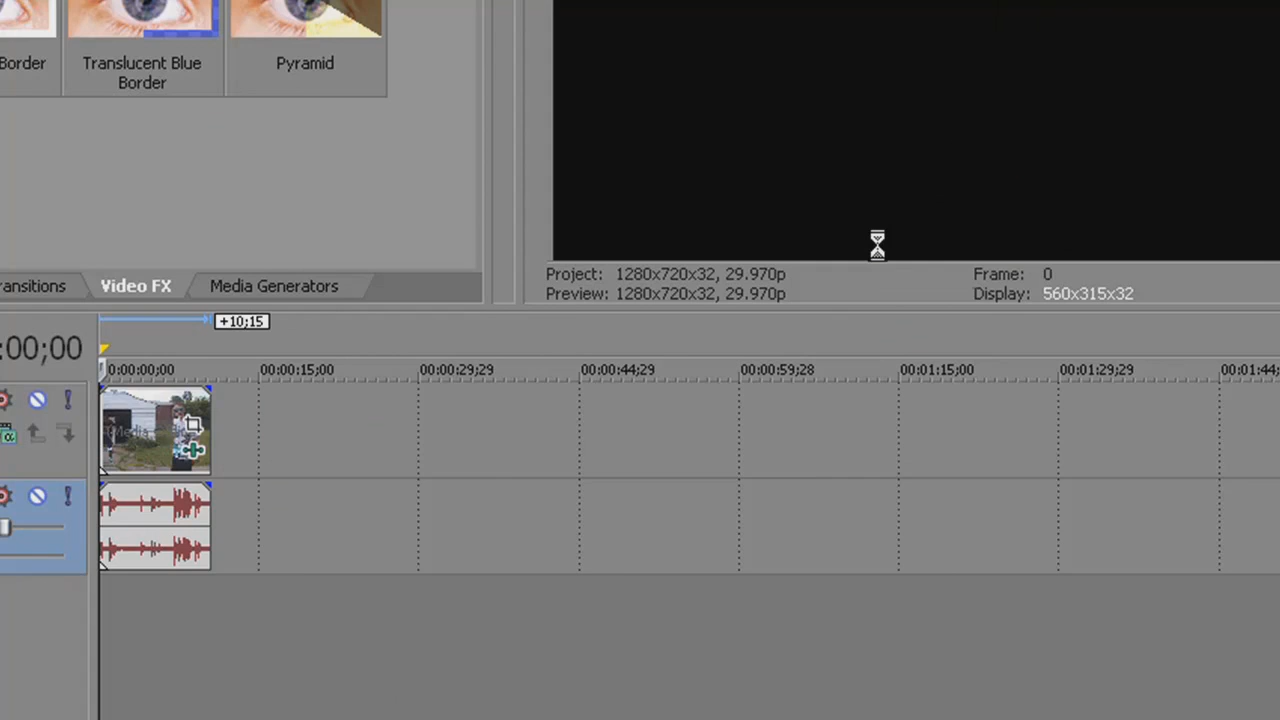 Border
Translucent Blue
Border
Pyramid
ransitions
Video FX
Media Generators
Project: 1280x720x32, 29.970p
Preview: 1280x720x32, 29.970p
Frame: 0
Display: 560x315x32
+10;15
:00;00
0:00:00;00
00:00:15;00
00:00:29;29
00:00:44;29
00:00:59;28
00:01:15;00
00:01:29;29
00:01:44;